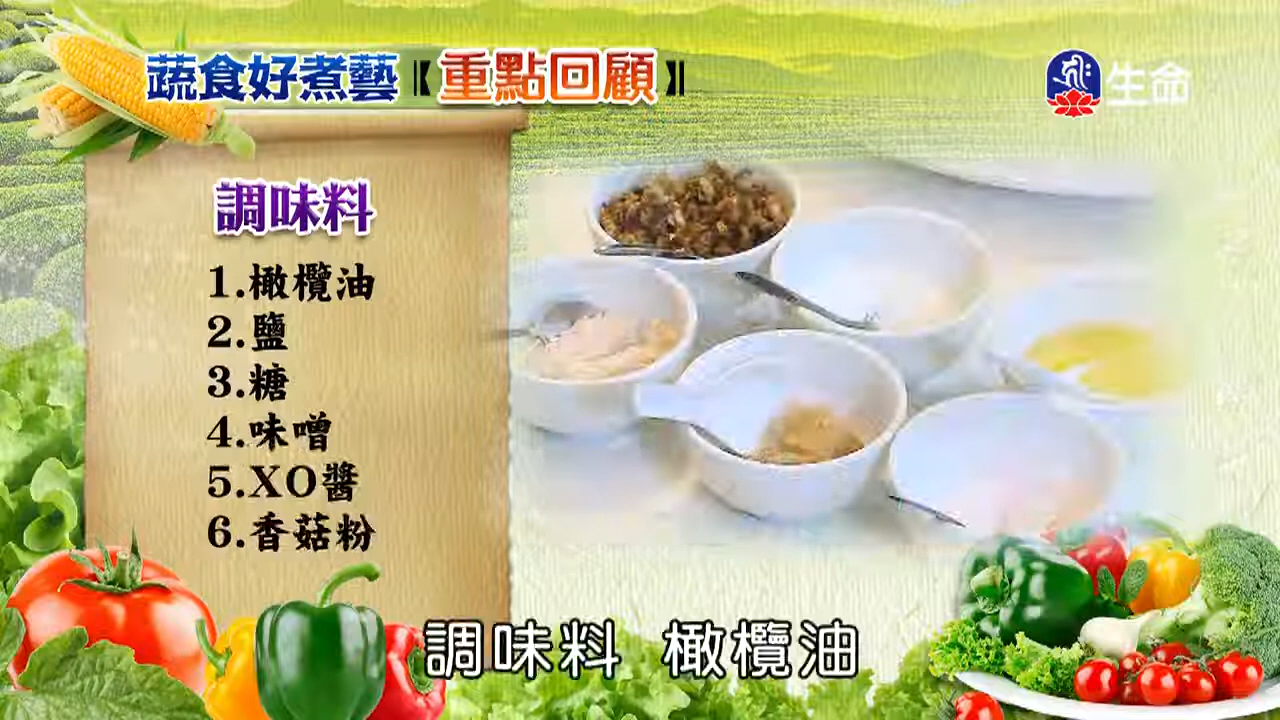 蔬食好煮藝【重點回顧】
生命
調味料
1.橄欖油
2.鹽
3.糖
4.味噌
5.XO醬
6.香菇粉
調味料 橄欖油